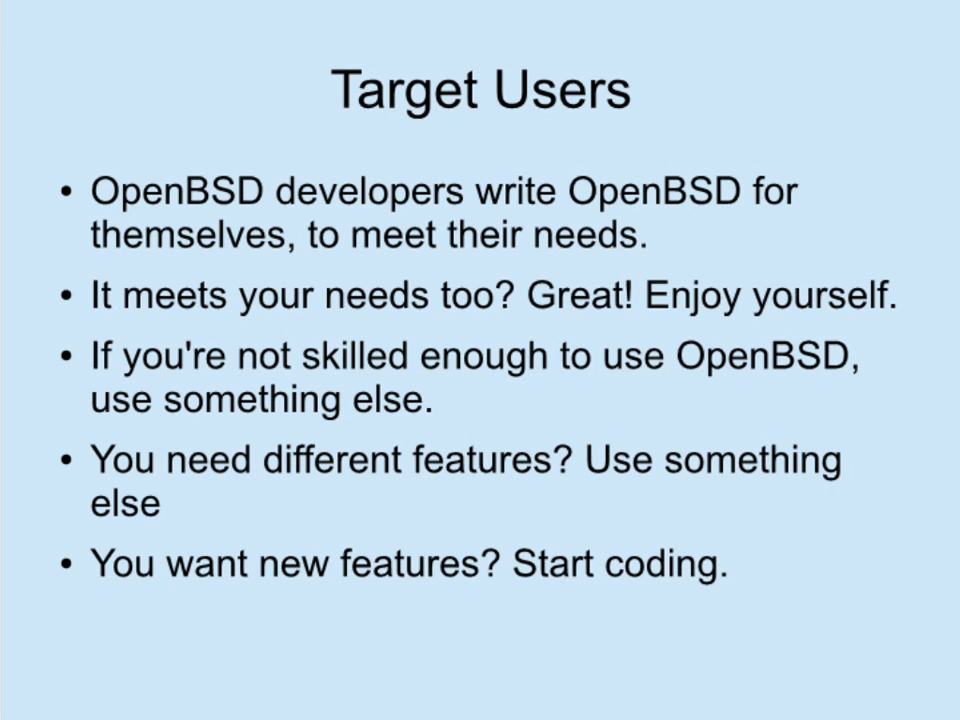 Target Users
• OpenBSD developers write OpenBSD for
themselves, to meet their needs.
• It meets your needs too? Great! Enjoy yourself.
• If you're not skilled enough to use OpenBSD,
use something else.
• You need different features? Use something
else
• You want new features? Start coding.